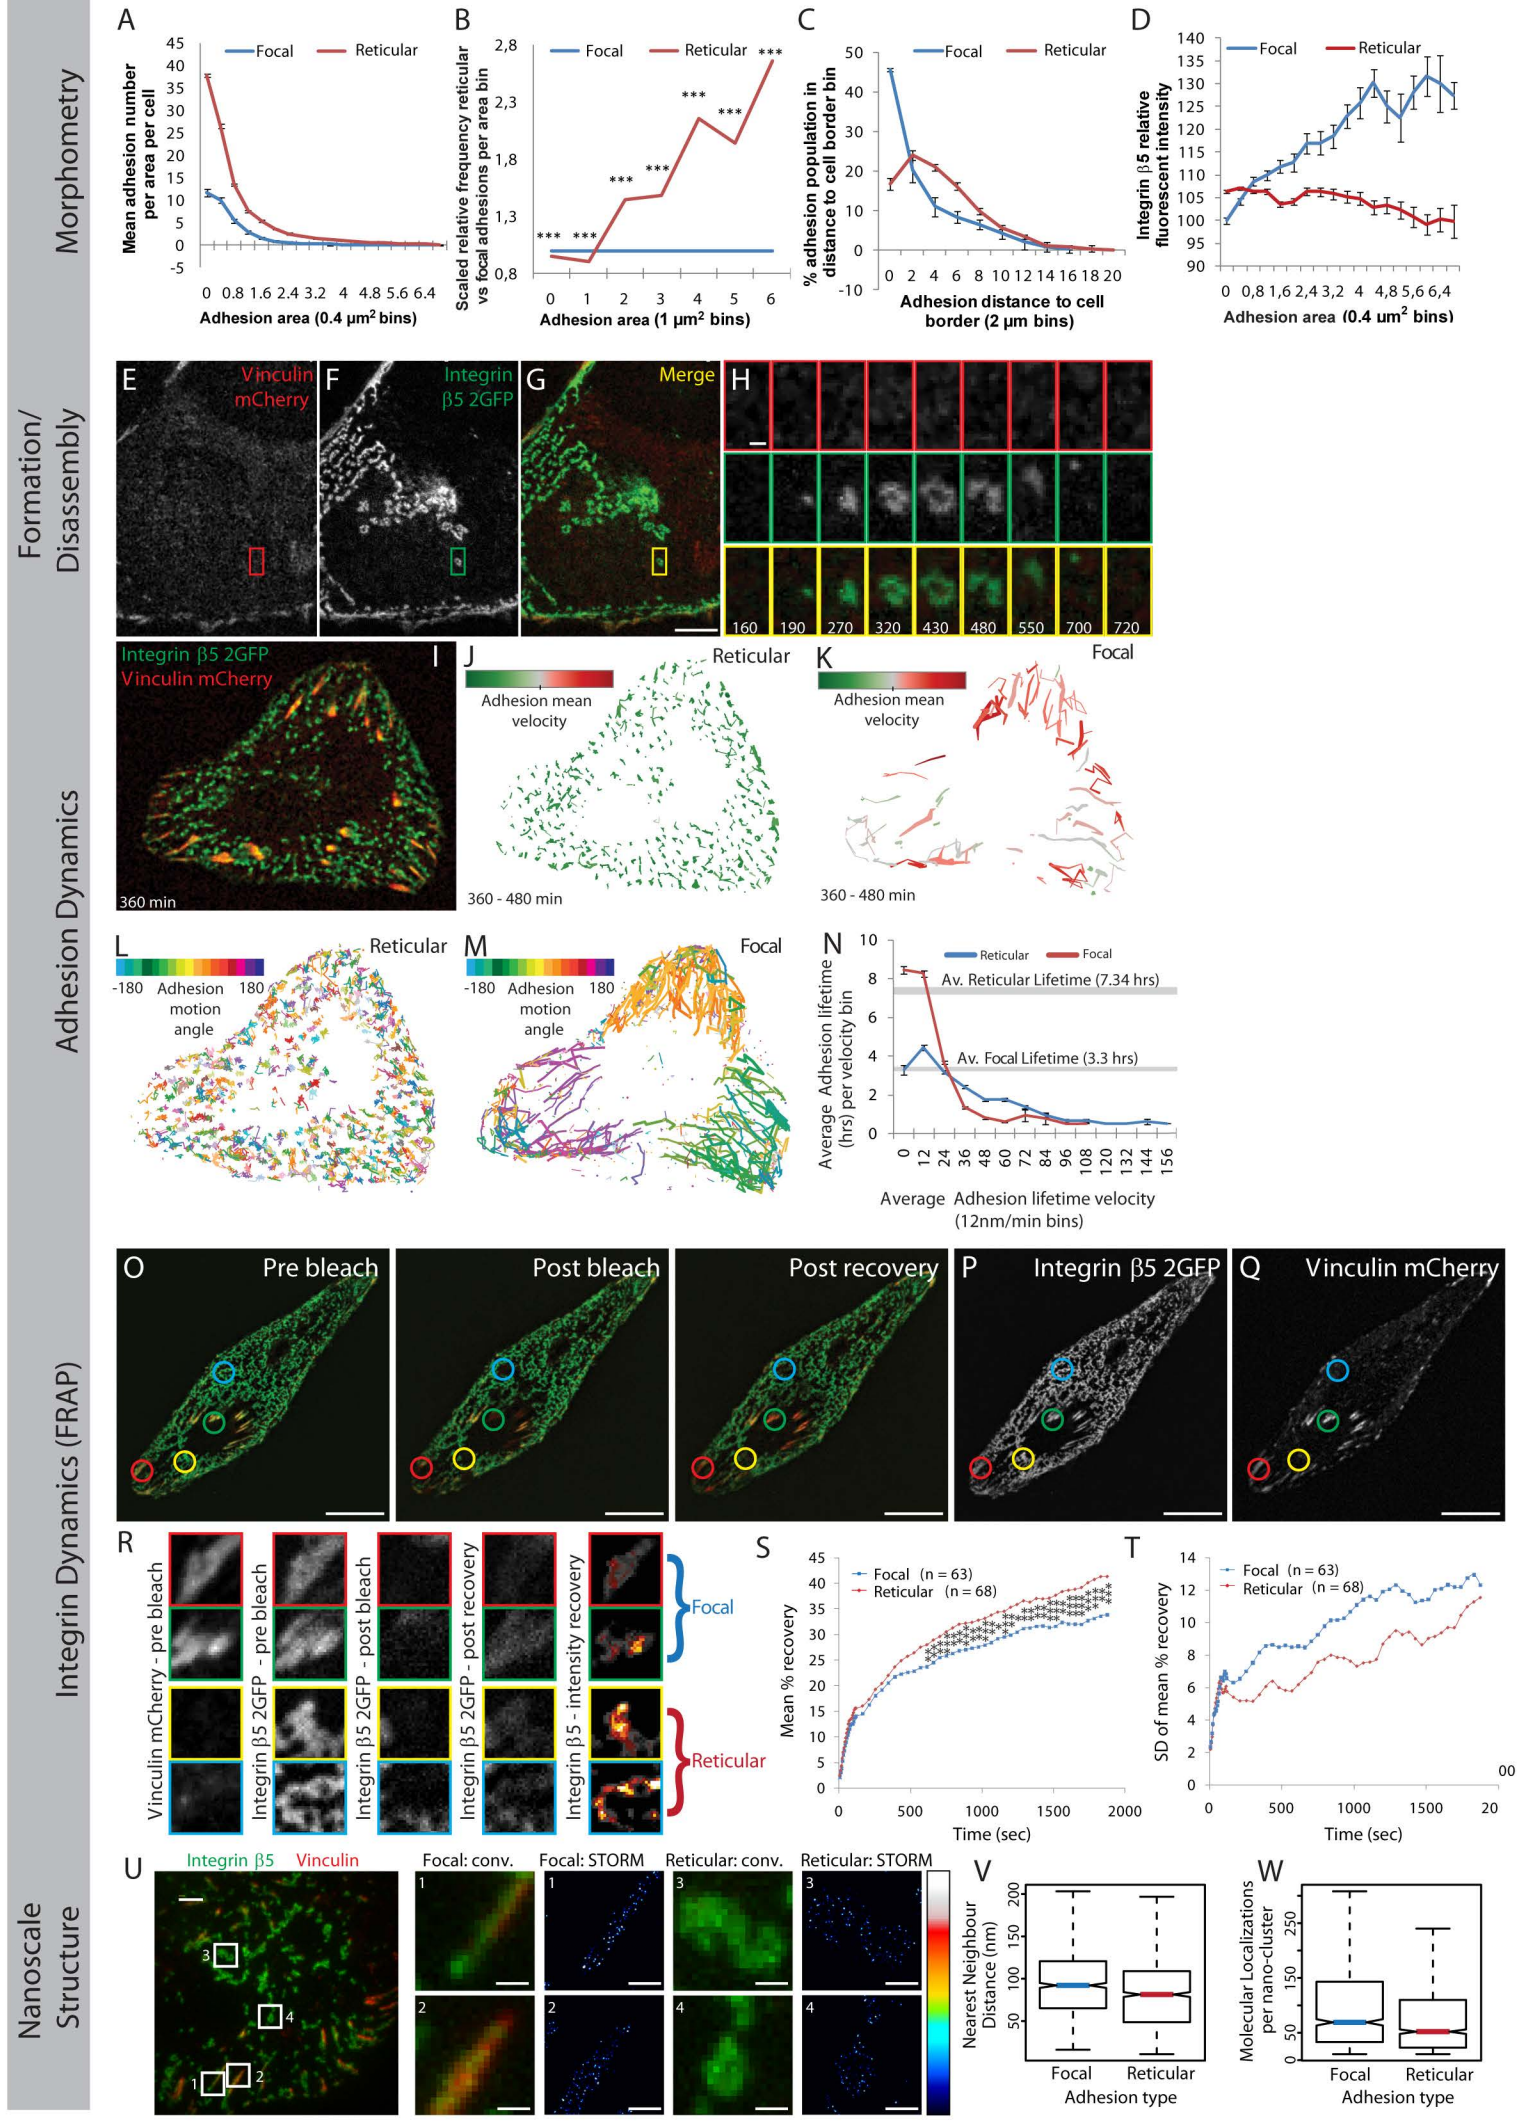 Morphometry
A
Focal
Reticular
Mean adhesion number
per area per cell
45
40
35
30
25
20
15
10
5
0
-5
0 0.8 1.6 2.4 3.2 4 4.8 5.6 6.4
Adhesion area (0.4 µm² bins)
B
Focal
Reticular
Scaled relative frequency reticular
vs focal adhesions per area bin
2,8
2,3
1,8
1,3
0,8
*** *** *** *** *** *** ***
0 1 2 3 4 5 6
Adhesion area (1 µm² bins)
C
Focal
Reticular
% adhesion population in
distance to cell border bin
50
40
30
20
10
0
-10
0 2 4 6 8 10 12 14 16 18 20
Adhesion distance to cell
border (2 µm bins)
D
Focal
Reticular
Integrin β5 relative
fluorescent intensity
140
135
130
125
120
115
110
105
100
95
90
0 0,8 1,6 2,4 3,2 4 4,8 5,6 6,4
Adhesion area (0.4 um² bins)
Formation/
Disassembly
E
Vinculin
mCherry
F
Integrin
β5 2GFP
G
Merge
H
160 190 270 320 430 480 550 700 720
Adhesion Dynamics
Integrin β5 2GFP
Vinculin mCherry
I
360 min
J
Reticular
Adhesion mean
velocity
360 - 480 min
K
Focal
Adhesion mean
velocity
360 - 480 min
L
Reticular
-180 Adhesion 180
motion
angle
M
Focal
-180 Adhesion 180
motion
angle
N
Reticular
Focal
Av. Reticular Lifetime (7.34 hrs)
Av. Focal Lifetime (3.3 hrs)
Average Adhesion lifetime
(hrs) per velocity bin
10
8
6
4
2
0
0 12 24 36 48 60 72 84 96 108 120 132 144 156
Average Adhesion lifetime velocity
(12nm/min bins)
Integrin Dynamics (FRAP)
O
Pre bleach
Post bleach
Post recovery
P
Integrin β5 2GFP
Q
Vinculin mCherry
R
Vinculin mCherry - pre bleach
Integrin β5 2GFP - pre bleach
Integrin β5 2GFP - post bleach
Integrin β5 2GFP - post recovery
Integrin β5 - intensity recovery
Focal
Reticular
S
Focal (n = 63)
Reticular (n = 68)
Mean % recovery
45
40
35
30
25
20
15
10
5
0
0 500 1000 1500 2000
Time (sec)
T
Focal (n = 63)
Reticular (n = 68)
SD of mean % recovery
14
12
10
8
6
4
2
0
00
0 500 1000 1500 20
Time (sec)
Nanoscale
Structure
U
Integrin β5 Vinculin
3
4
1
2
Focal: conv.
Focal: STORM
Reticular: conv.
Reticular: STORM
1 1 3 3
2 2 4 4
V
Nearest Neighbour
Distance (nm)
200
150
100
50
Focal Reticular
Adhesion type
W
Molecular Localizations
per nano-cluster
250
150
50
0
Focal Reticular
Adhesion type